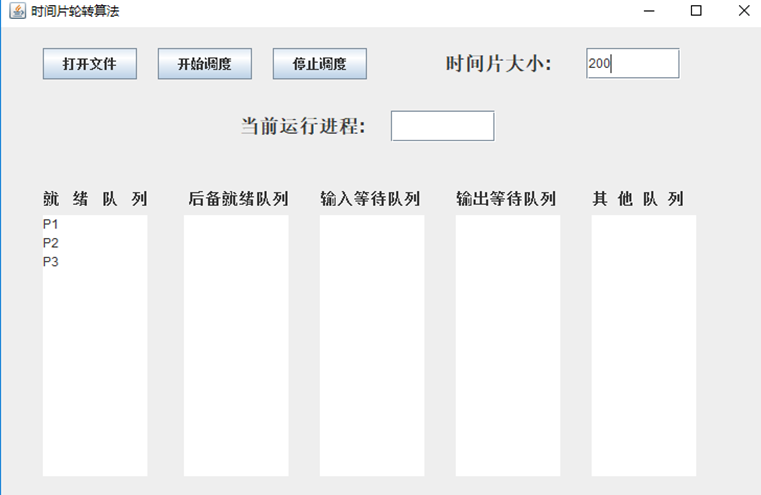 时间片轮转算法
打开文件 开始调度 停止调度 时间片大小: 200
当前运行进程:
就 绪 队 列 后备就绪队列 输入等待队列 输出等待队列 其 他 队 列
P1
P2
P3